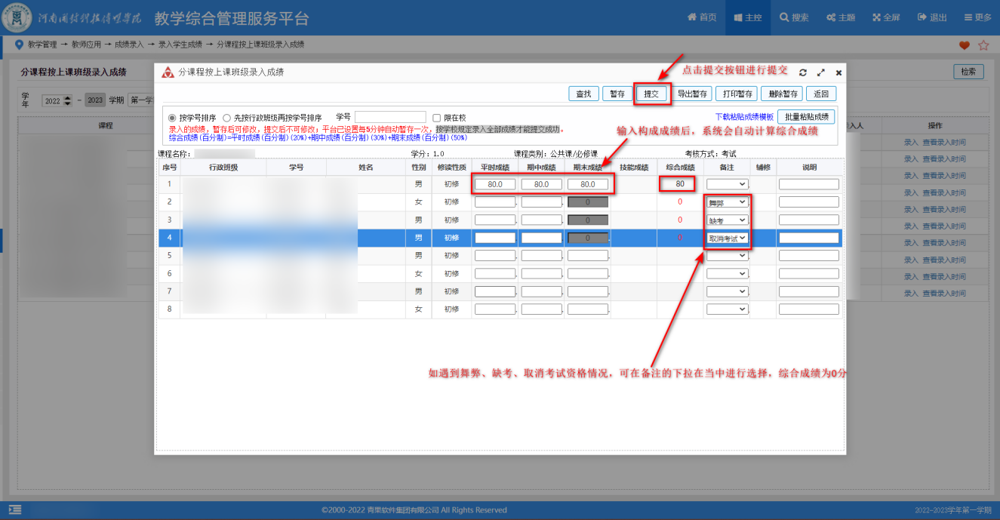 教学综合管理服务平台
首页 主控 搜索 主题 全屏 退出 更多
教学管理 → 教师应用 → 成绩录入 → 录入学生成绩 → 分课程按上课班级录入成绩
分课程按上课班级录入成绩
检索
学年 2022 - 2023 学期 第一学
课程
录入人 操作
录入 查看录入时间
录入 查看录入时间
录入 查看录入时间
录入 查看录入时间
录入 查看录入时间
录入 查看录入时间
录入 查看录入时间
录入 查看录入时间
录入 查看录入时间
录入 查看录入时间
分课程按上课班级录入成绩
点击提交按钮进行提交
查找 暂存 提交 导出暂存 打印暂存 删除暂存 返回
按学号排序 先按行政班级再按学号排序 学号 限在校
下载粘贴成绩模板 批量粘贴成绩
录入的成绩，暂存后可修改，提交后不可修改；平台已设置每5分钟自动暂存一次，按学校规定录入全部成绩才能提交成功。
综合成绩(百分制)=平时成绩(百分制)(20%)+期中成绩(百分制)(30%)+期末成绩(百分制)(50%)
输入构成成绩后，系统会自动计算综合成绩
课程名称： 学分：1.0 课程类别：公共课/必修课 考核方式：考试
序号 行政班级 学号 姓名 性别 修读性质 平时成绩 期中成绩 期末成绩 技能成绩 综合成绩 备注 辅修 说明
1 男 初修 80.0 80.0 80.0 80
2 女 初修 0 0 舞弊
3 男 初修 0 0 缺考
4 男 初修 0 0 取消考试
5 男 初修
6 女 初修
7 男 初修
8 女 初修
如遇到舞弊、缺考、取消考试资格情况，可在备注的下拉在当中进行选择，综合成绩为0分
©2000-2022 青果软件集团有限公司 All Rights Reserved
2022-2023学年第一学期